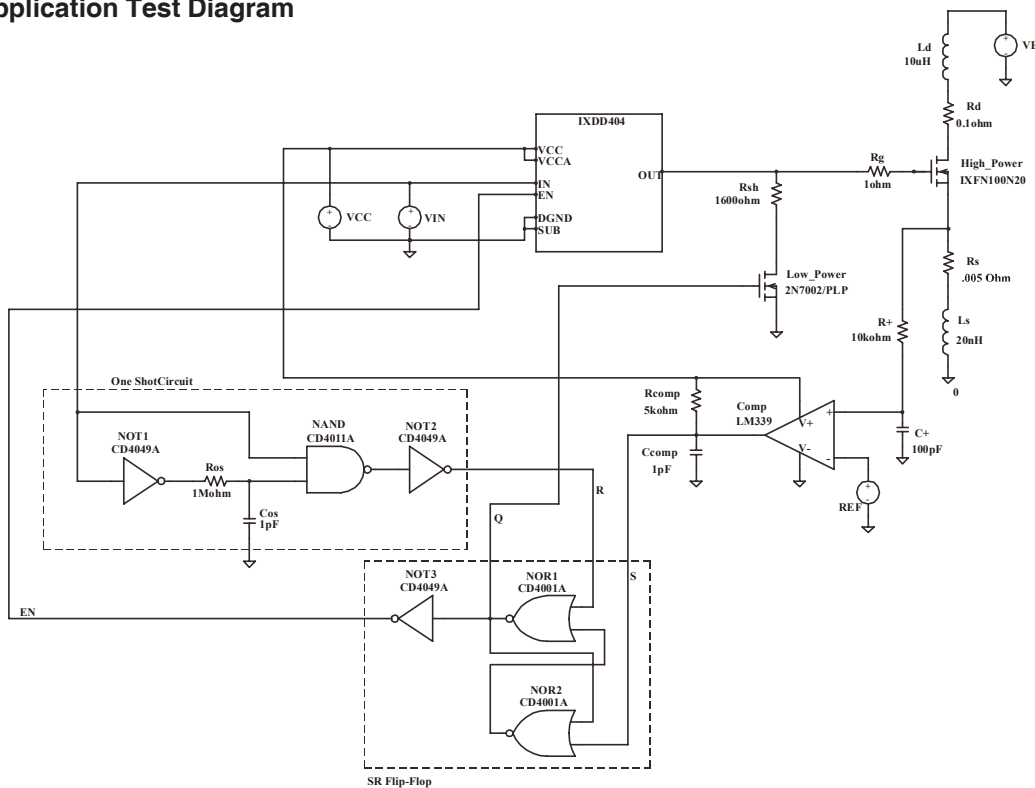 pplication Test Diagram
Ld
10uH
Rd
0.1ohm
IXDD404
VCC
VCCA
IN
EN
DGND
SUB
OUT
Rg
1ohm
High_Power
IXFN100N20
Rsh
1600ohm
VCC
VIN
Low_Power
2N7002/PLP
Rs
.005 Ohm
R+
10kohm
Ls
20nH
0
One ShotCircuit
NOT1
CD4049A
Ros
1Mohm
Cos
1pF
NAND
CD4011A
NOT2
CD4049A
Rcomp
5kohm
Comp
LM339
V+
V-
Ccomp
1pF
C+
100pF
REF
R
Q
S
EN
NOT3
CD4049A
NOR1
CD4001A
NOR2
CD4001A
SR Flip-Flop